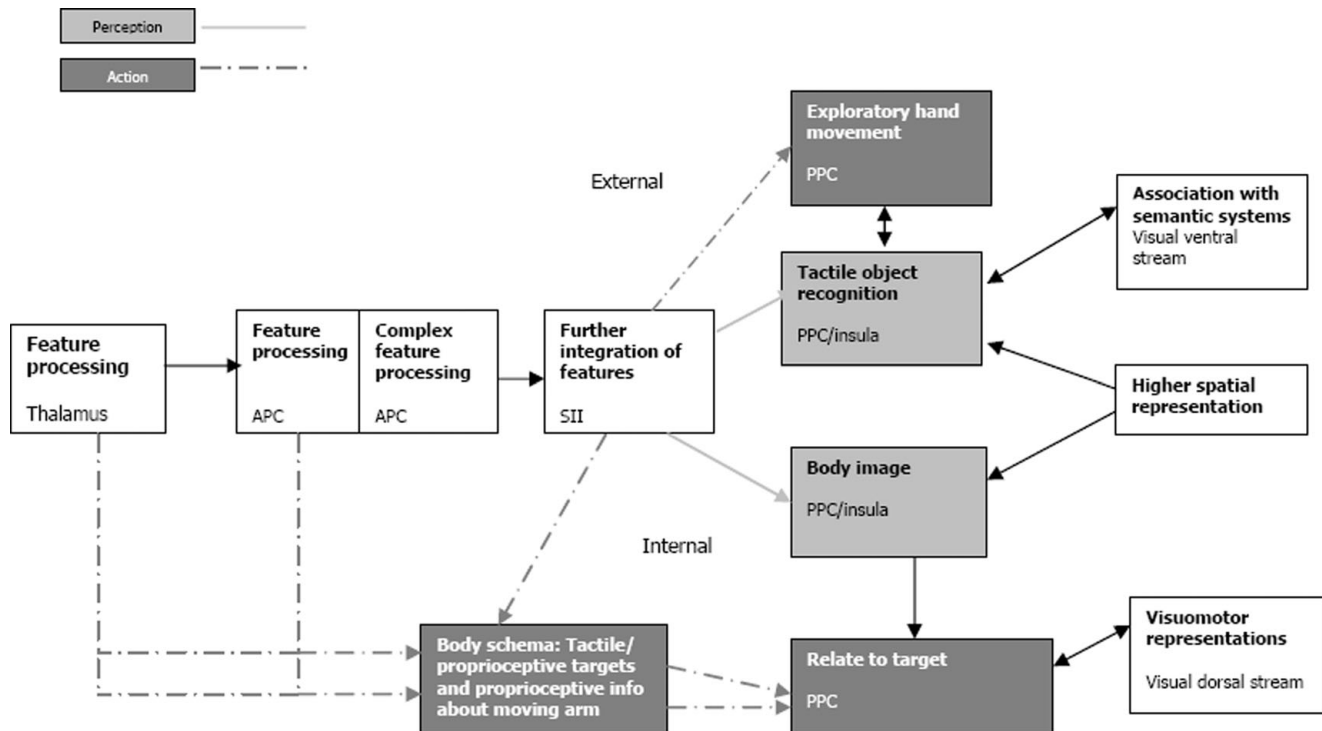 Perception
Action
Exploratory hand
movement
PPC
External
Association with
semantic systems
Visual ventral
stream
Tactile object
recognition
PPC/insula
Feature
processing
Thalamus
Feature
processing
APC
Complex
feature
processing
APC
Further
integration of
features
SII
Higher spatial
representation
Body image
PPC/insula
Internal
Body schema: Tactile/
proprioceptive targets
and proprioceptive info
about moving arm
Relate to target
PPC
Visuomotor
representations
Visual dorsal stream